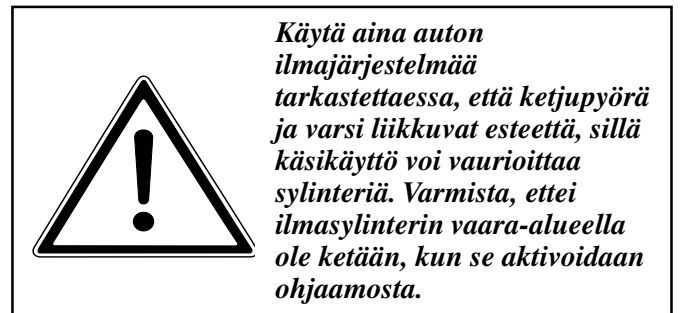 Käytä aina auton
ilmajärjestelmää
tarkastettaessa, että ketjupyörä
ja varsi liikkuvat esteettä, sillä
käsikäyttö voi vaurioittaa
sylinteriä. Varmista, ettei
ilmasylinterin vaara-alueella
ole ketään, kun se aktivoidaan
ohjaamosta.